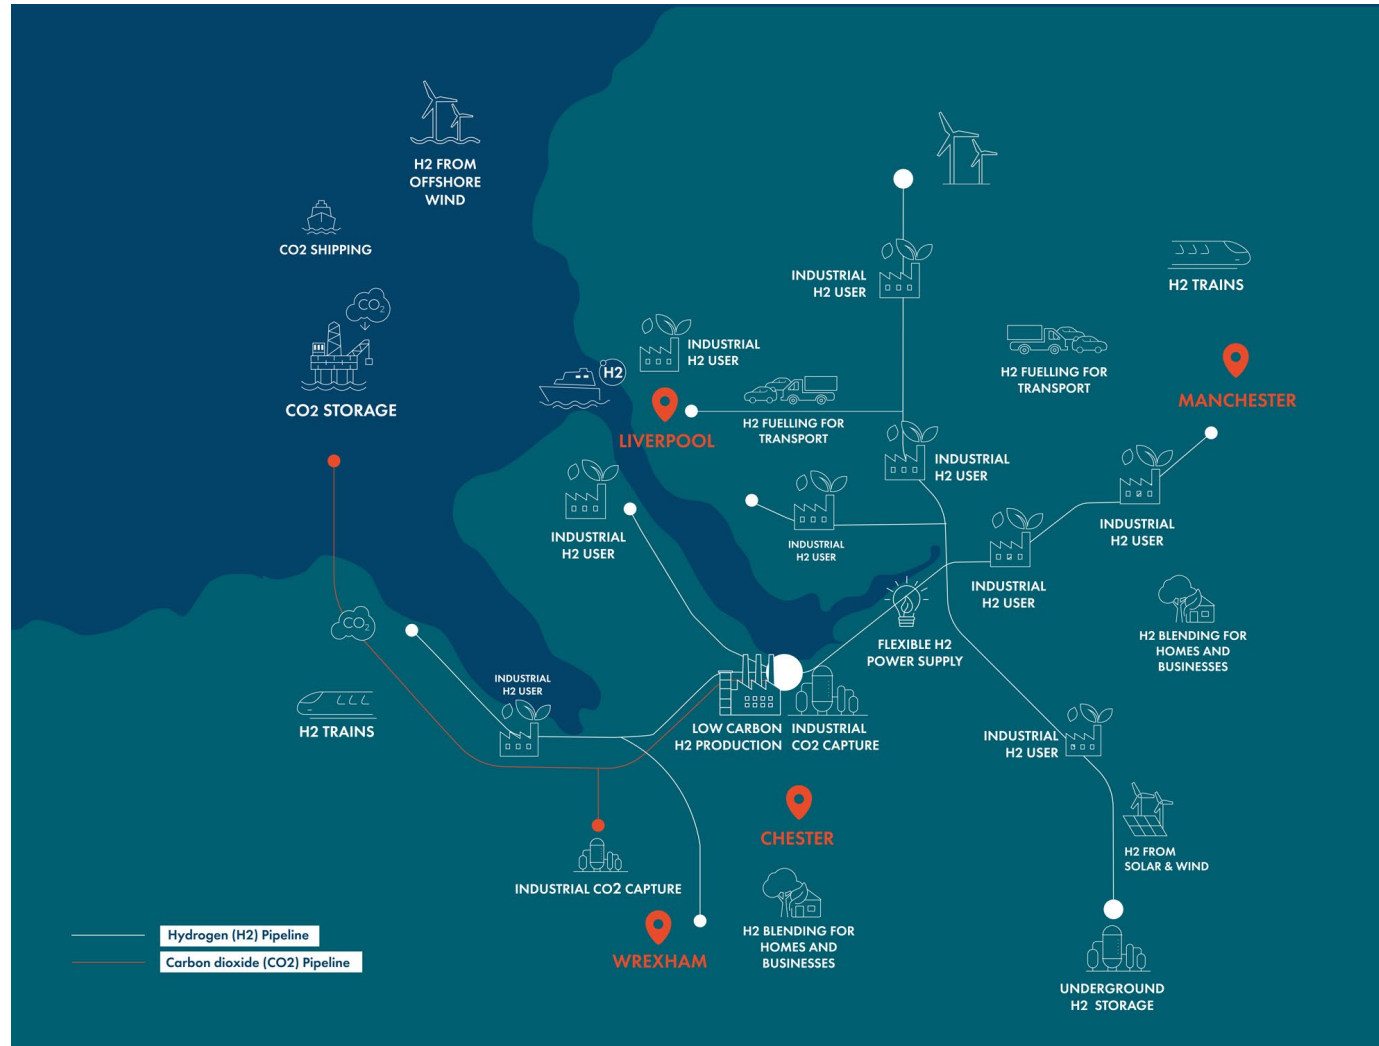 H2 FROM
OFFSHORE
WIND
CO2 SHIPPING
CO2
CO2 STORAGE
INDUSTRIAL
H2 USER
H2 TRAINS
INDUSTRIAL
H2 USER
H2
H2 FUELLING FOR
TRANSPORT
MANCHESTER
LIVERPOOL
H2 FUELLING FOR
TRANSPORT
INDUSTRIAL
H2 USER
INDUSTRIAL
H2 USER
INDUSTRIAL
H2 USER
INDUSTRIAL
H2 USER
INDUSTRIAL
H2 USER
CO2
FLEXIBLE H2
POWER SUPPLY
H2 BLENDING FOR
HOMES AND
BUSINESSES
INDUSTRIAL
H2 USER
H2 TRAINS
LOW CARBON
H2 PRODUCTION
INDUSTRIAL
CO2 CAPTURE
INDUSTRIAL
H2 USER
CHESTER
H2 FROM
SOLAR & WIND
INDUSTRIAL CO2 CAPTURE
WREXHAM
H2 BLENDING FOR
HOMES AND
BUSINESSES
UNDERGROUND
H2 STORAGE
Hydrogen (H2) Pipeline
Carbon dioxide (CO2) Pipeline